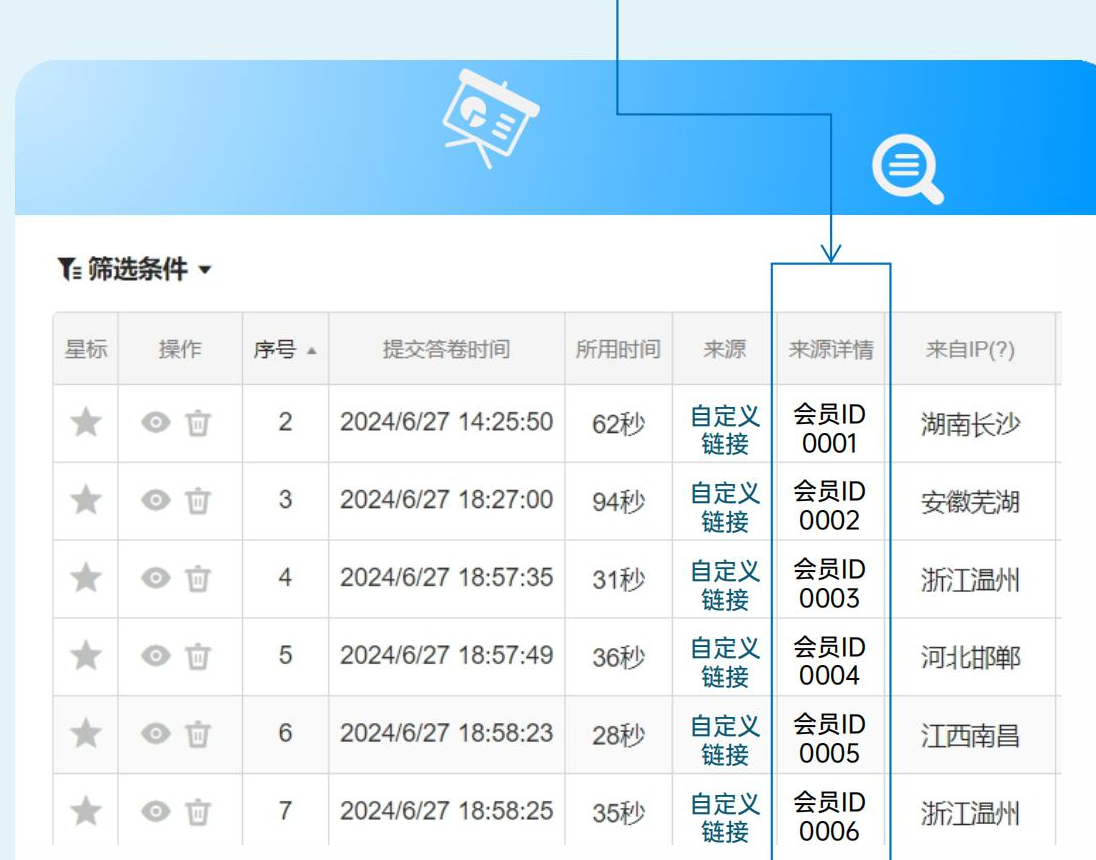 筛选条件
星标 操作 序号 提交答卷时间 所用时间 来源 来源详情 来自IP(?)
2 2024/6/27 14:25:50 62秒 自定义 会员ID 湖南长沙
链接 0001
3 2024/6/27 18:27:00 94秒 自定义 会员ID 安徽芜湖
链接 0002
4 2024/6/27 18:57:35 31秒 自定义 会员ID 浙江温州
链接 0003
5 2024/6/27 18:57:49 36秒 自定义 会员ID 河北邯郸
链接 0004
6 2024/6/27 18:58:23 28秒 自定义 会员ID 江西南昌
链接 0005
7 2024/6/27 18:58:25 35秒 自定义 会员ID 浙江温州
链接 0006